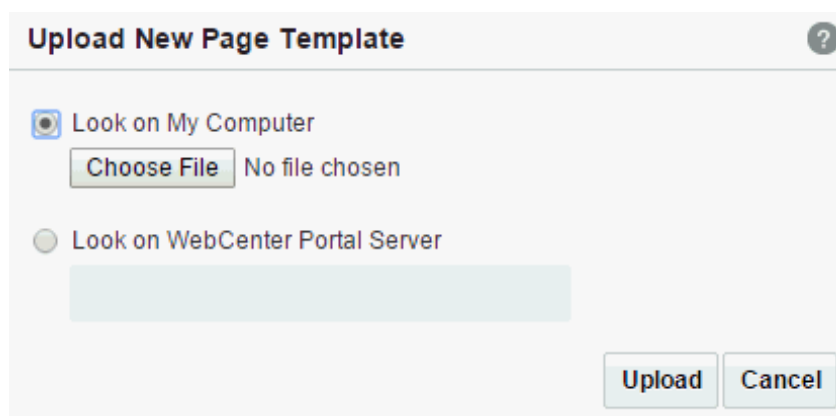 Upload New Page Template ?
Look on My Computer
Choose File No file chosen
Look on WebCenter Portal Server
Upload Cancel